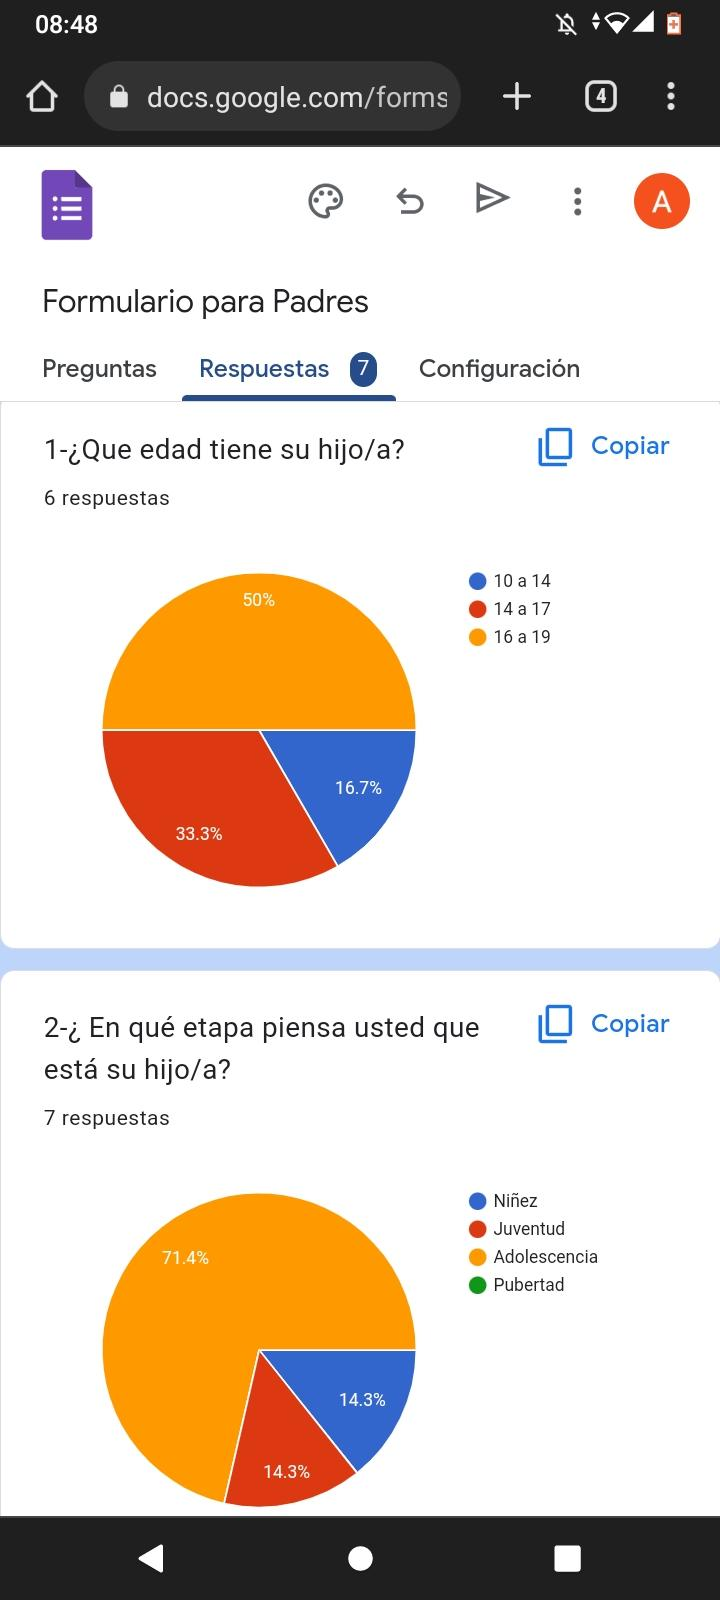 08:48
docs.google.com/forms
4
A
Formulario para Padres
Preguntas Respuestas 7 Configuración
1-¿Que edad tiene su hijo/a?
Copiar
6 respuestas
50%
16.7%
33.3%
10 a 14
14 a 17
16 a 19
2-¿ En qué etapa piensa usted que
está su hijo/a?
Copiar
7 respuestas
71.4%
14.3%
14.3%
Niñez
Juventud
Adolescencia
Pubertad